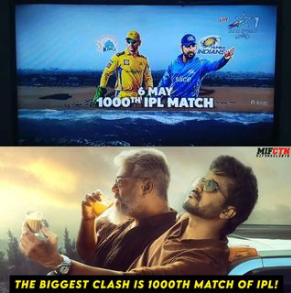 MUMBAI
INDIANS
6 MAY
1000TH IPL MATCH
MIFCTN
THE BIGGEST CLASH IS 1000TH MATCH OF IPL!